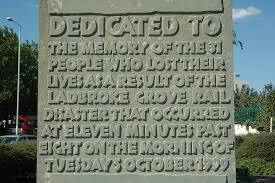 DEDICATED TO
THE MEMORY OF THE 31
PEOPLE WHO LOST THEIR
LIVES AS A RESULT OF THE
LADBROKE GROVE RAIL
DISASTER THAT OCCURRED
AT ELEVEN MINUTES PAST
EIGHT ON THE MORNING OF
TUESDAY 5 OCTOBER 1999